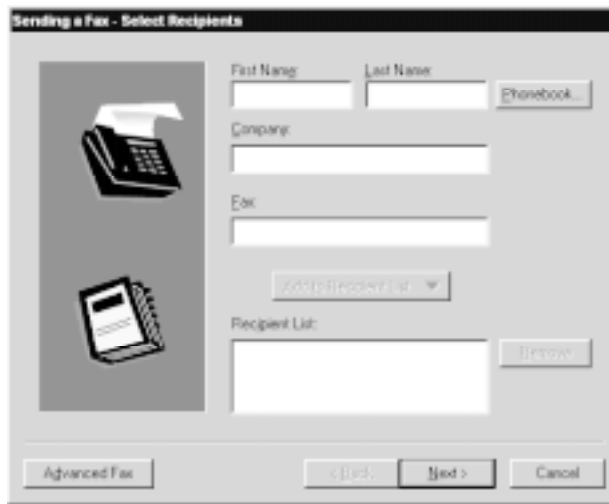 Sending a Fax - Select Recipients
First Name: Last Name:
Phonebook...
Company:
Fax:
Add to Recipient List
Recipient List:
Remove
Advanced Fax < Back Next > Cancel